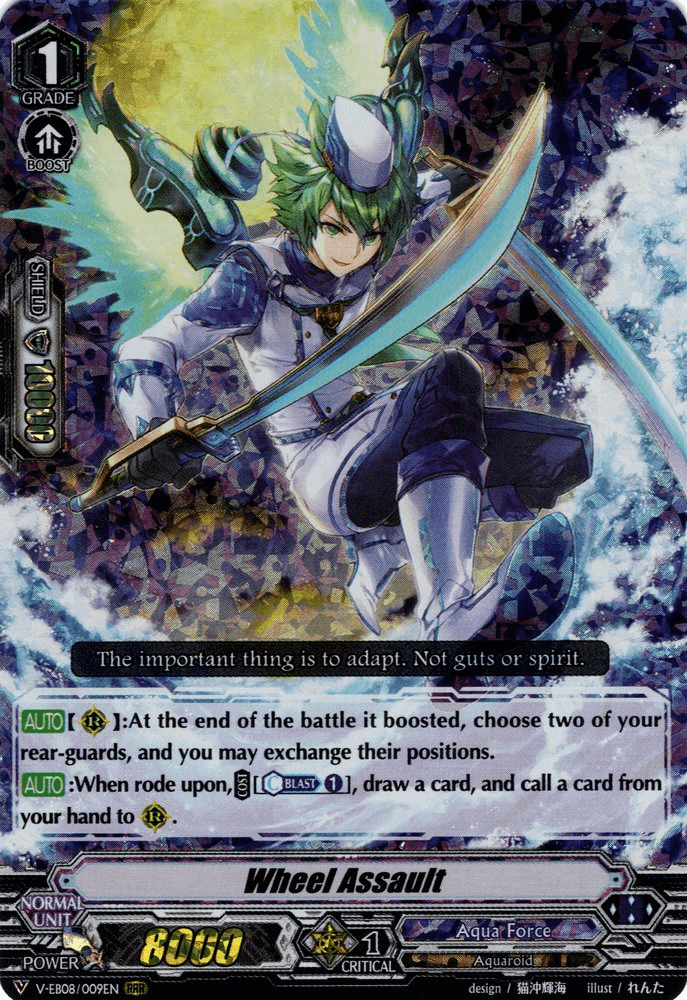 1
GRADE
BOOST
SHIELD
10000
The important thing is to adapt. Not guts or spirit.
AUTO【 R 】:At the end of the battle it boosted, choose two of your
rear-guards, and you may exchange their positions.
AUTO:When rode upon, COST [C BLAST 1], draw a card, and call a card from
your hand to R .
Wheel Assault
NORMAL
UNIT
POWER 8000
1
CRITICAL
Aqua Force
Aquaroid
V V-EB08/009EN RRR
design / 猫沖輝海 illust / れんた